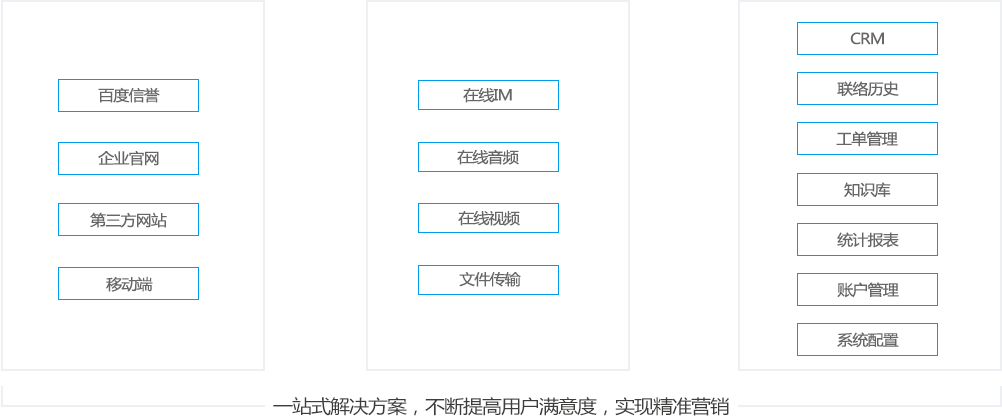 百度信誉
企业官网
第三方网站
移动端
在线IM
在线音频
在线视频
文件传输
CRM
联络历史
工单管理
知识库
统计报表
账户管理
系统配置
一站式解决方案，不断提高用户满意度，实现精准营销